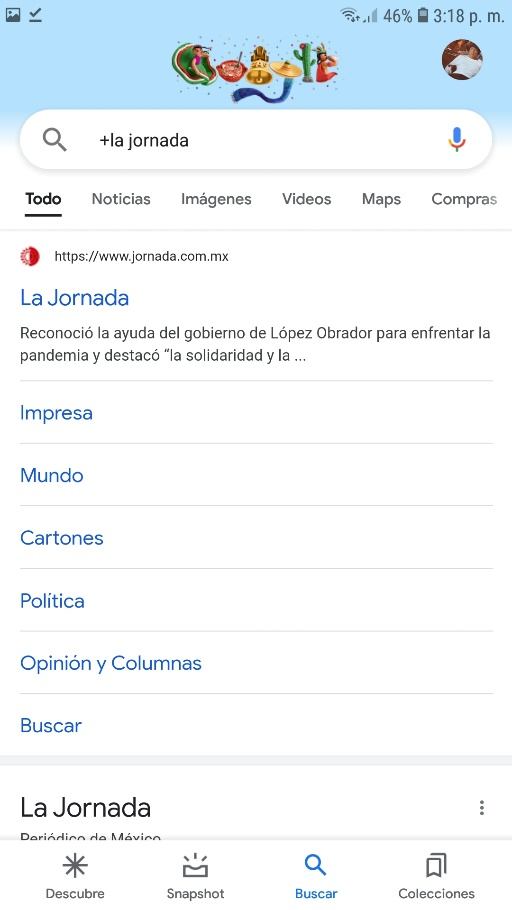 46% 3:18 p. m.
Google
+la jornada
Todo Noticias Imágenes Videos Maps Compras
https://www.jornada.com.mx
La Jornada
Reconoció la ayuda del gobierno de López Obrador para enfrentar la
pandemia y destacó “la solidaridad y la ...
Impresa
Mundo
Cartones
Política
Opinión y Columnas
Buscar
La Jornada
Periódico de México
Descubre Snapshot Buscar Colecciones